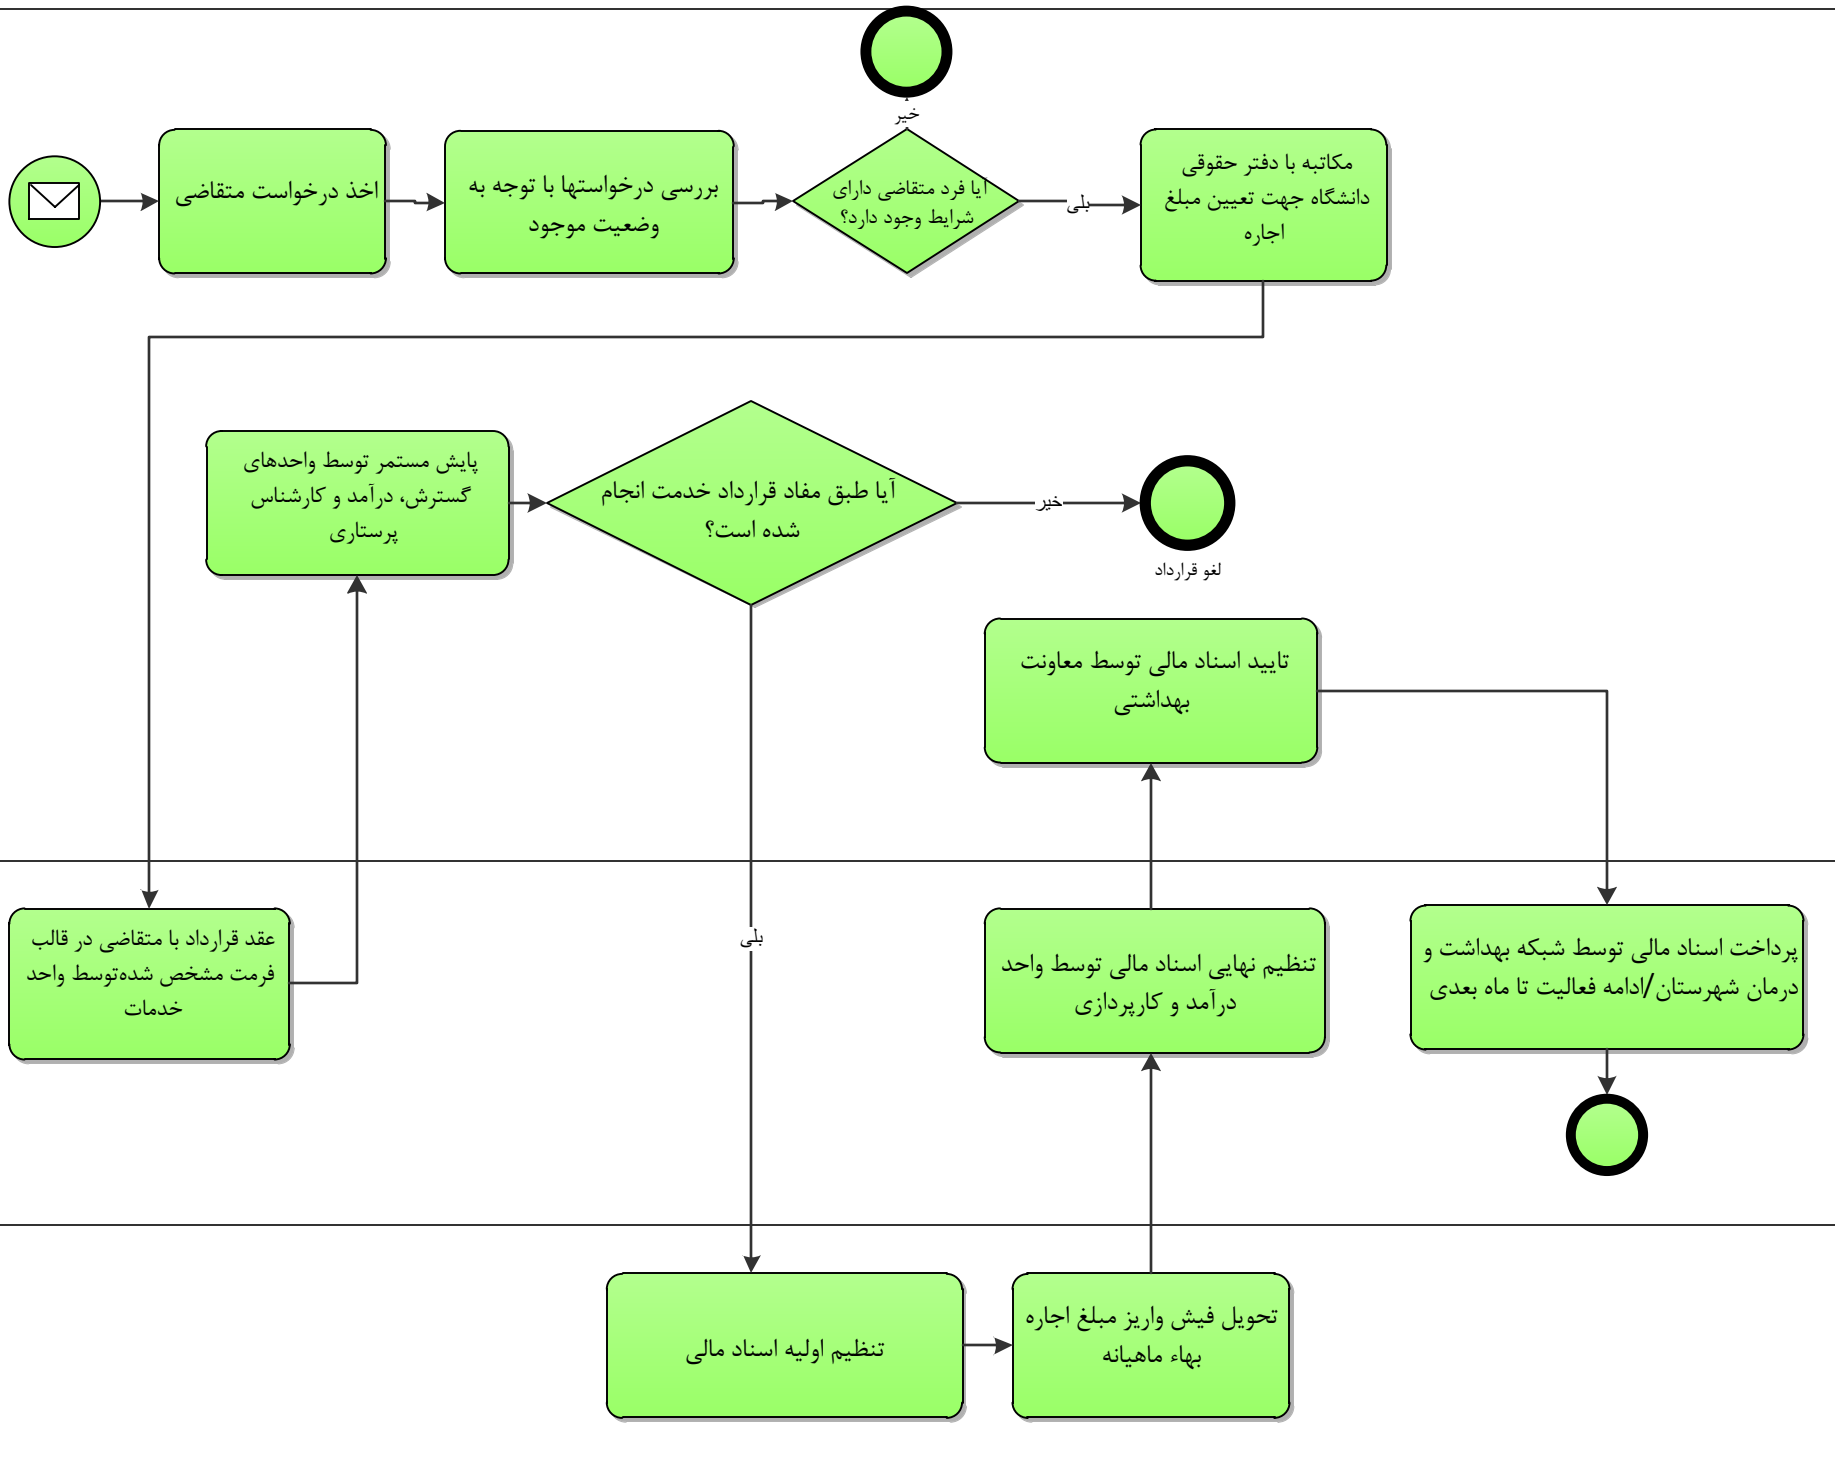 خیر
اخذ درخواست متقاضی
بررسی درخواستها با توجه به
وضعیت موجود
آیا فرد متقاضی دارای
شرایط وجود دارد؟
بلی
مکاتبه با دفتر حقوقی
دانشگاه جهت تعیین مبلغ
اجاره
پایش مستمر توسط واحدهای
گسترش، درآمد و کارشناس
پرستاری
آیا طبق مفاد قرارداد خدمت انجام
شده است؟
خیر
لغو قرارداد
تایید اسناد مالی توسط معاونت
بهداشتی
عقد قرارداد با متقاضی در قالب
فرمت مشخص شده‌توسط واحد
خدمات
بلی
تنظیم نهایی اسناد مالی توسط واحد
درآمد و کارپردازی
پرداخت اسناد مالی توسط شبکه بهداشت و
درمان شهرستان/ادامه فعالیت تا ماه بعدی
تنظیم اولیه اسناد مالی
تحویل فیش واریز مبلغ اجاره
بهاء ماهیانه